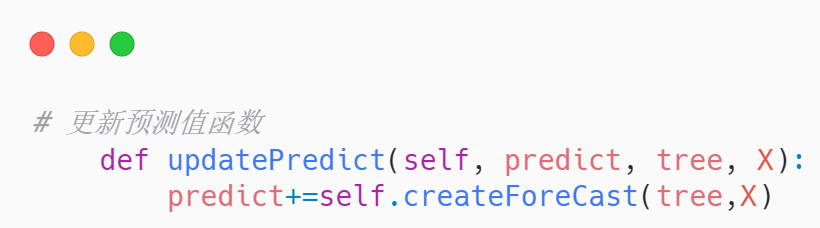 # 更新预测值函数
def updatePredict(self, predict, tree, X):
predict+=self.createForeCast(tree,X)